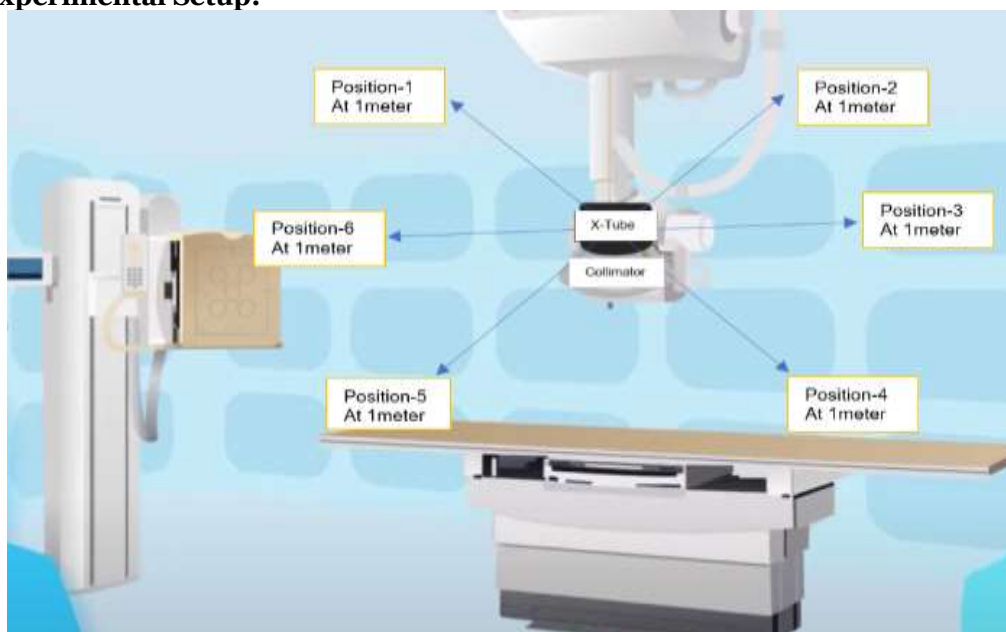 xperimental Setup:
Position-1
At 1meter
Position-2
At 1meter
Position-3
At 1meter
X-Tube
Position-6
At 1meter
Collimator
Position-5
At 1meter
Position-4
At 1meter